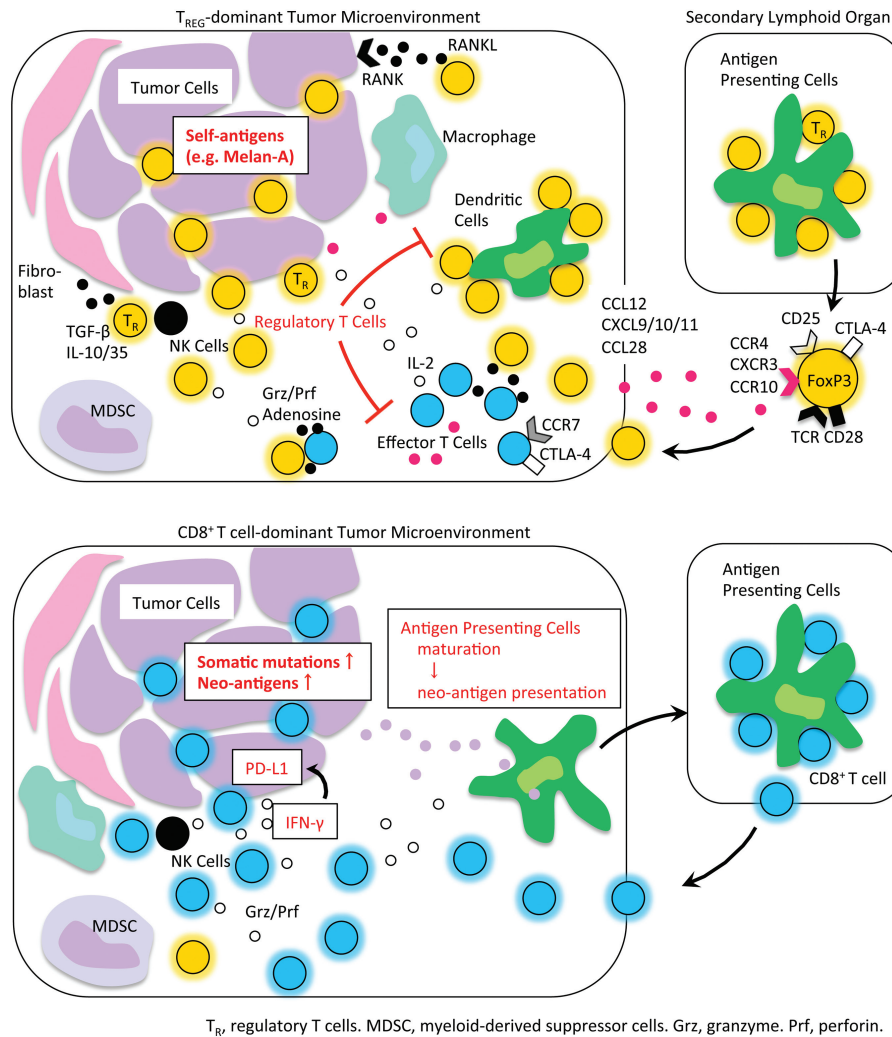 T_REG-dominant Tumor Microenvironment
Secondary Lymphoid Organ
RANKL
RANK
Tumor Cells
Self-antigens
(e.g. Melan-A)
Macrophage
Dendritic
Cells
Antigen
Presenting Cells
T_R
Fibro-
blast
T_R
T_R
TGF-β
IL-10/35
NK Cells
Regulatory T Cells
CCL12
CXCL9/10/11
CCL28
CD25
CTLA-4
CCR4
CXCR3
CCR10
FoxP3
TCR
CD28
IL-2
MDSC
Grz/Prf
Adenosine
Effector T Cells
CCR7
CTLA-4
CD8⁺ T cell-dominant Tumor Microenvironment
Tumor Cells
Somatic mutations ↑
Neo-antigens ↑
Antigen Presenting Cells
maturation
↓
neo-antigen presentation
Antigen
Presenting Cells
CD8⁺ T cell
PD-L1
IFN-γ
NK Cells
Grz/Prf
MDSC
T_R, regulatory T cells. MDSC, myeloid-derived suppressor cells. Grz, granzyme. Prf, perforin.